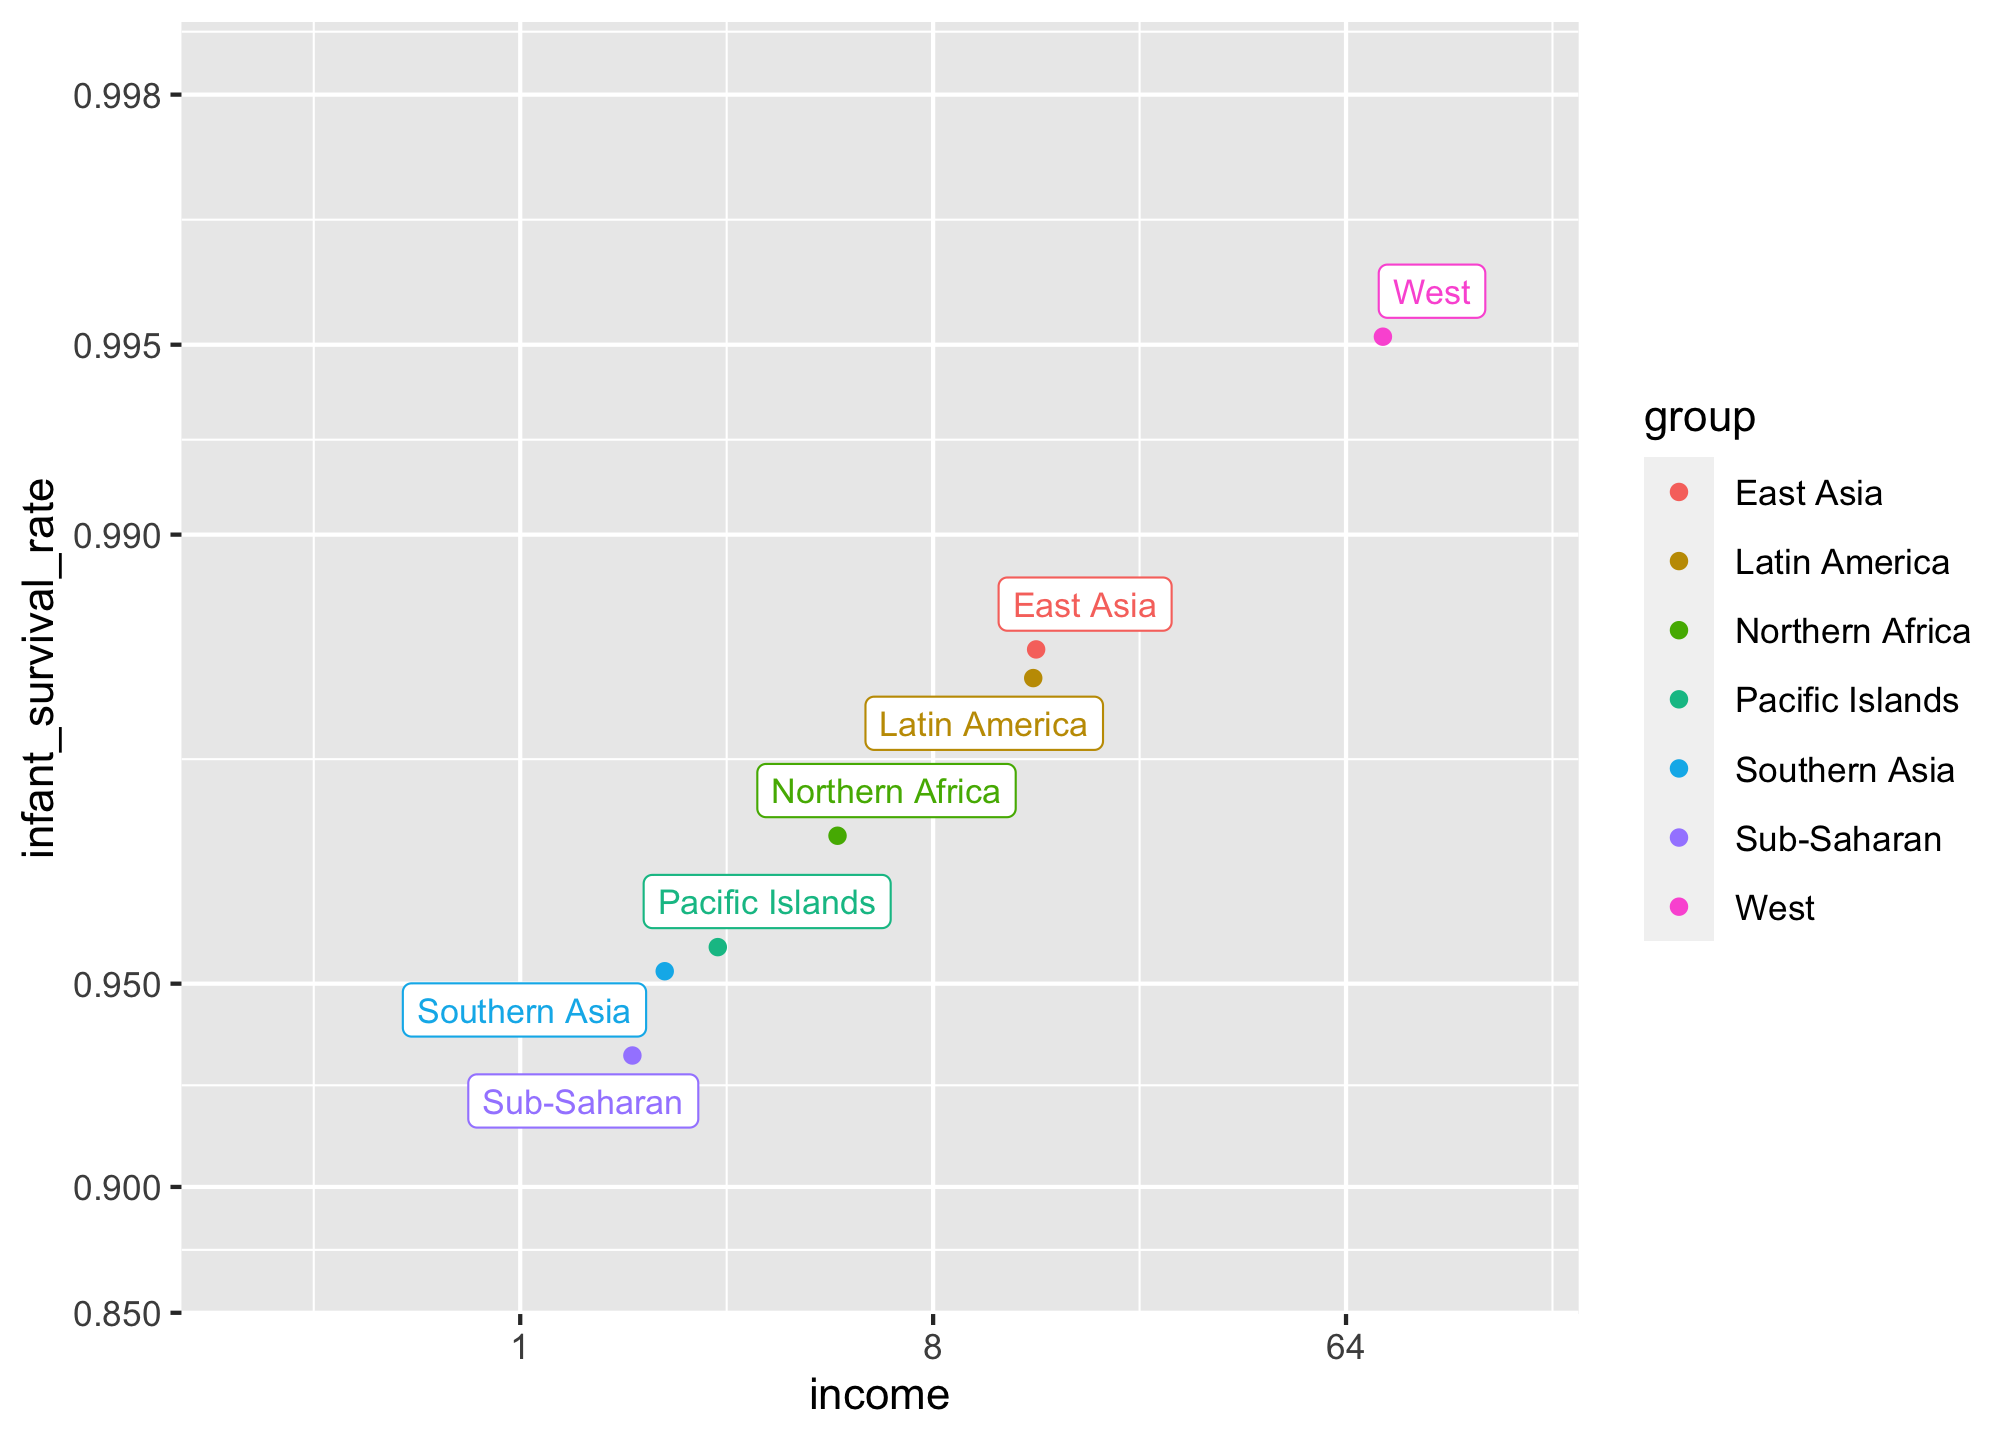 0.998
0.995
0.990
0.950
0.900
0.850
infant_survival_rate
West
East Asia
Latin America
Northern Africa
Pacific Islands
Southern Asia
Sub-Saharan
1
8
64
income
group
East Asia
Latin America
Northern Africa
Pacific Islands
Southern Asia
Sub-Saharan
West